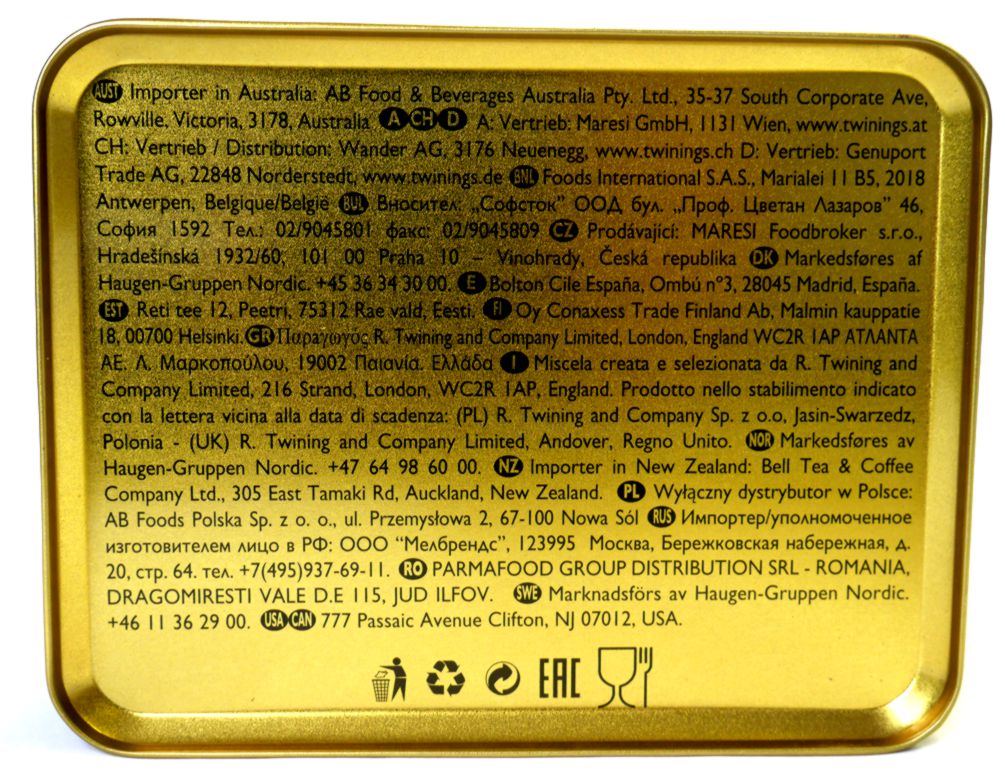 AUST Importer in Australia: AB Food & Beverages Australia Pty. Ltd., 35-37 South Corporate Ave,
Rowville, Victoria, 3178, Australia A CH D A: Vertrieb: Maresi GmbH, 1131 Wien, www.twinings.at
CH: Vertrieb / Distribution: Wander AG, 3176 Neuenegg, www.twinings.ch D: Vertrieb: Genuport
Trade AG, 22848 Norderstedt, www.twinings.de BNL Foods International S.A.S., Marialei 11 B5, 2018
Antwerpen, Belgique/België BUL Вносител: „Софсток” ООД бул. „Проф. Цветан Лазаров” 46,
София 1592 Тел.: 02/9045801 факс: 02/9045809 CZ Prodávající: MARESI Foodbroker s.r.o.,
Hradešínská 1932/60, 101 00 Praha 10 – Vinohrady, Česká republika DK Markedsføres af
Haugen-Gruppen Nordic. +45 36 34 30 00. E Bolton Cile España, Ombú nº3, 28045 Madrid, España.
EST Reti tee 12, Peetri, 75312 Rae vald, Eesti. FI Oy Conaxess Trade Finland Ab, Malmin kauppatie
18, 00700 Helsinki. GR Παραγωγός R. Twining and Company Limited, London, England WC2R 1AP ΑΤΛΑΝΤΑ
ΑΕ. Λ. Μαρκοπούλου, 19002 Παιανία. Ελλάδα I Miscela creata e selezionata da R. Twining and
Company Limited, 216 Strand, London, WC2R 1AP, England. Prodotto nello stabilimento indicato
con la lettera vicina alla data di scadenza: (PL) R. Twining and Company Sp. z o.o, Jasin-Swarzedz,
Polonia - (UK) R. Twining and Company Limited, Andover, Regno Unito. NOR Markedsføres av
Haugen-Gruppen Nordic. +47 64 98 60 00. NZ Importer in New Zealand: Bell Tea & Coffee
Company Ltd., 305 East Tamaki Rd, Auckland, New Zealand. PL Wyłączny dystrybutor w Polsce:
AB Foods Polska Sp. z o. o., ul. Przemysłowa 2, 67-100 Nowa Sól RUS Импортер/уполномоченное
изготовителем лицо в РФ: ООО “Мелбрендс”, 123995 Москва, Бережковская набережная, д.
20, стр. 64. тел. +7(495)937-69-11. RO PARMAFOOD GROUP DISTRIBUTION SRL - ROMANIA,
DRAGOMIRESTI VALE D.E 115, JUD ILFOV. SWE Marknadsförs av Haugen-Gruppen Nordic.
+46 11 36 29 00. USA CAN 777 Passaic Avenue Clifton, NJ 07012, USA.
EAC